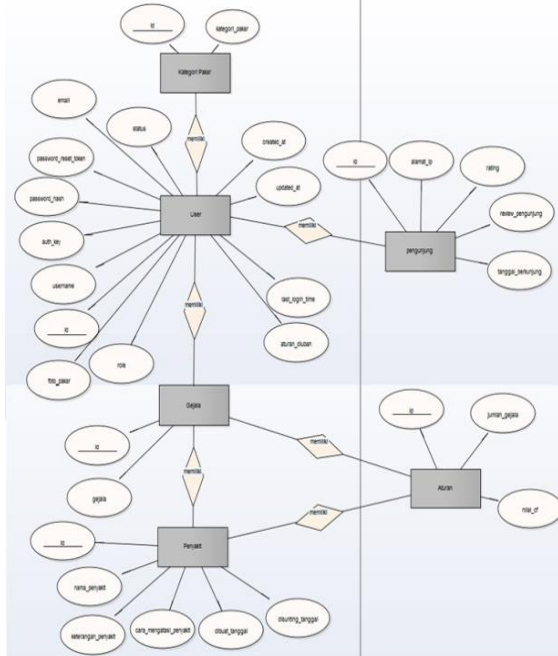 id
kategori_pakar
Kategori Pakar
email
status
memiliki
created_at
password_reset_token
updated_at
password_hash
User
auth_key
username
id
foto_pakar
role
last_login_time
aturan_diubah
memiliki
id
alamat_ip
rating
review_pengunjung
pengunjung
tanggal_berkunjung
memiliki
Gejala
id
gejala
memiliki
memiliki
id
jumlah_gejala
Aturan
nilai_cf
memiliki
id
Penyakit
nama_penyakit
keterangan_penyakit
cara_mengatasi_penyakit
dibuat_tanggal
disunting_tanggal